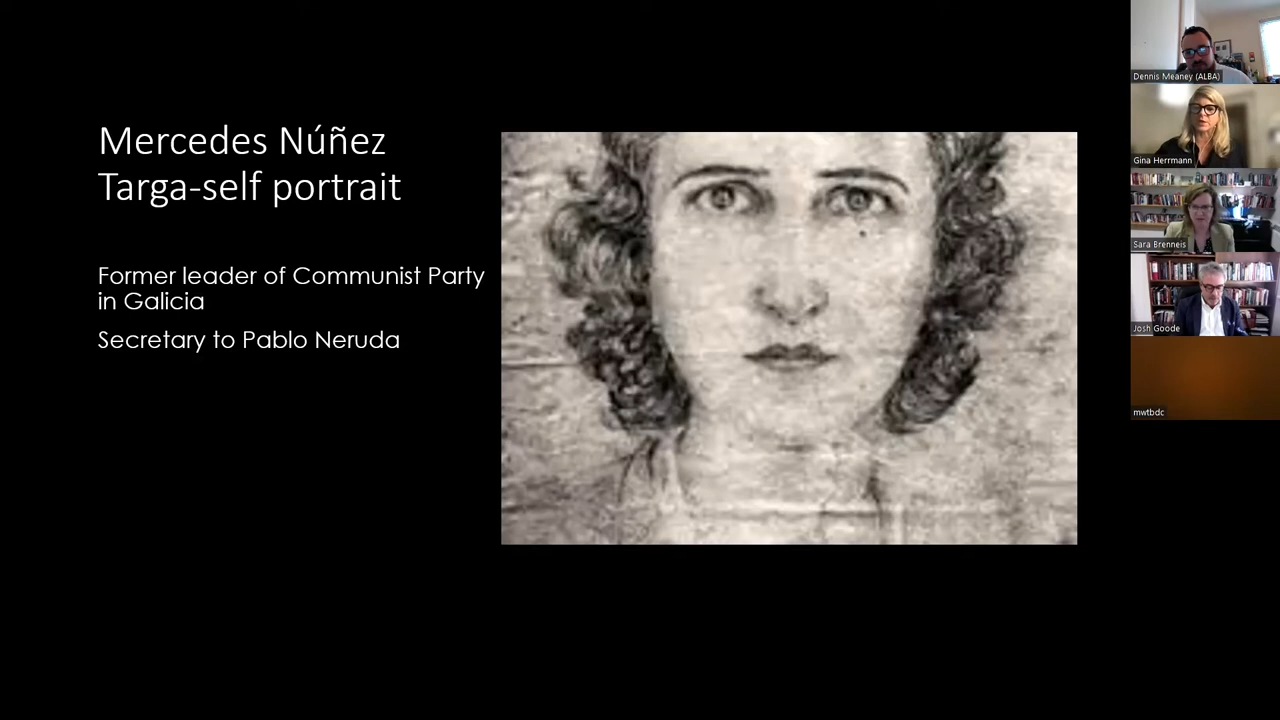 Mercedes Núñez
Targa-self portrait
Former leader of Communist Party
in Galicia
Secretary to Pablo Neruda
Dennis Meaney (ALBA)
Gina Herrmann
Sara Brenneis
Josh Goode
mwtbdc